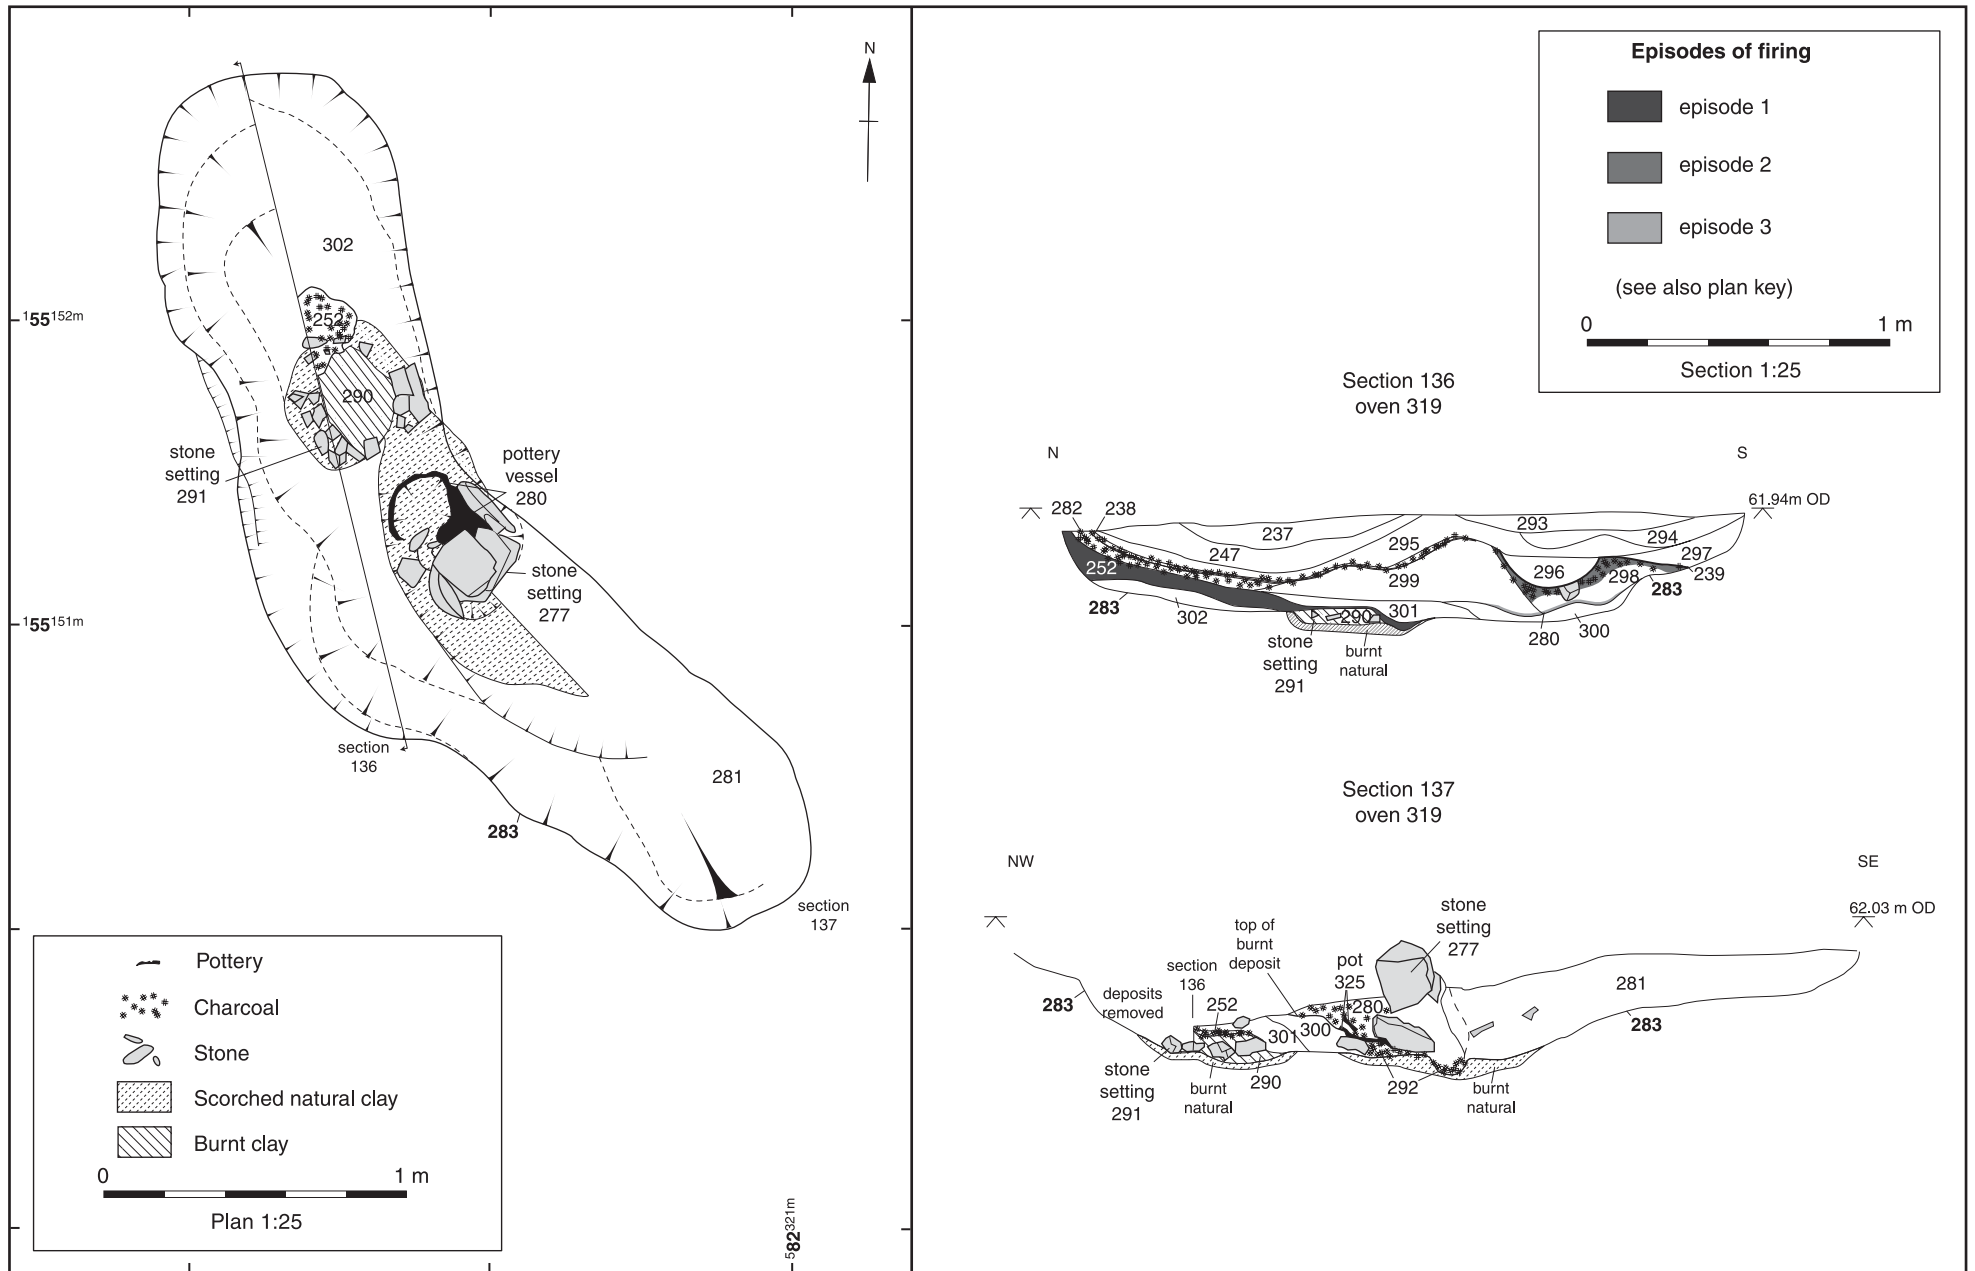 N
302
¹55¹⁵²ᵐ
252
290
stone
setting
291
pottery
vessel
280
stone
setting
277
¹55¹⁵¹ᵐ
section
136
281
283
section
137
Pottery
Charcoal
Stone
Scorched natural clay
Burnt clay
0 1 m
Plan 1:25
⁵82³²¹ᵐ
Episodes of firing
episode 1
episode 2
episode 3
(see also plan key)
0 1 m
Section 1:25
Section 136
oven 319
N S
61.94m OD
282 238
237
293
294
247
295
297
252
299
296
298
239
283
283
302
290
301
280
300
stone
setting
291
burnt
natural
Section 137
oven 319
NW SE
62.03 m OD
stone
setting
277
top of
burnt
deposit
pot
325
section
136
deposits
removed
283
252
280
281
283
301
300
stone
setting
291
burnt
natural
290
292
burnt
natural